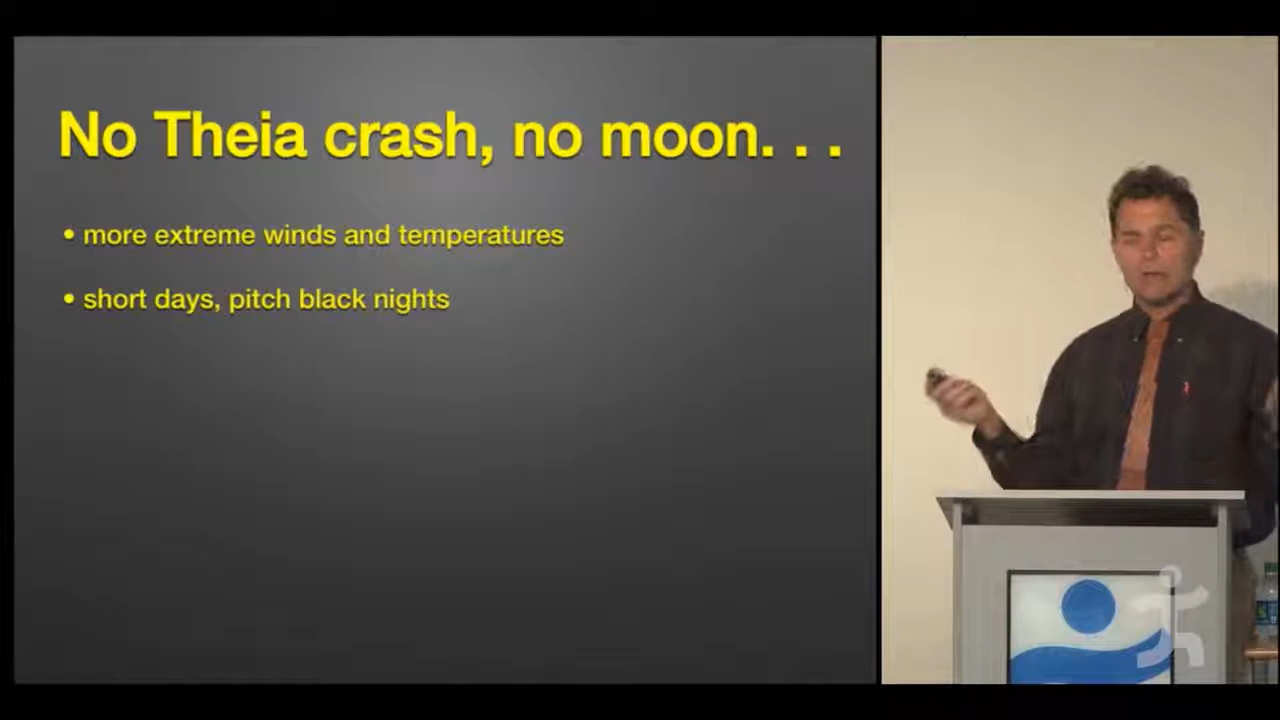 No Theia crash, no moon. . .
• more extreme winds and temperatures
• short days, pitch black nights